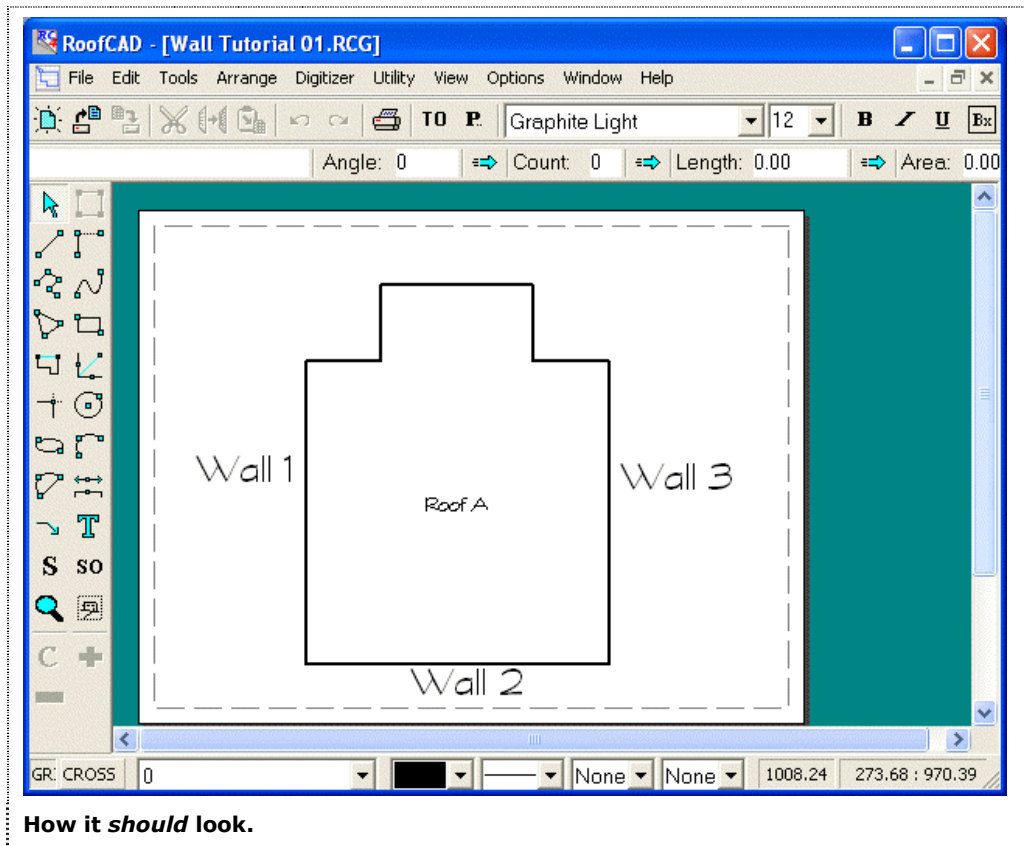 RoofCAD - [Wall Tutorial 01.RCG]
File Edit Tools Arrange Digitizer Utility View Options Window Help
TO P. Graphite Light 12 B I U Bx
Angle: 0 Count: 0 Length: 0.00 Area: 0.00
Wall 1
Wall 3
Roof A
T
S SO
C
Wall 2
GR: CROSS 0 None None 1008.24 273.68 : 970.39
How it should look.